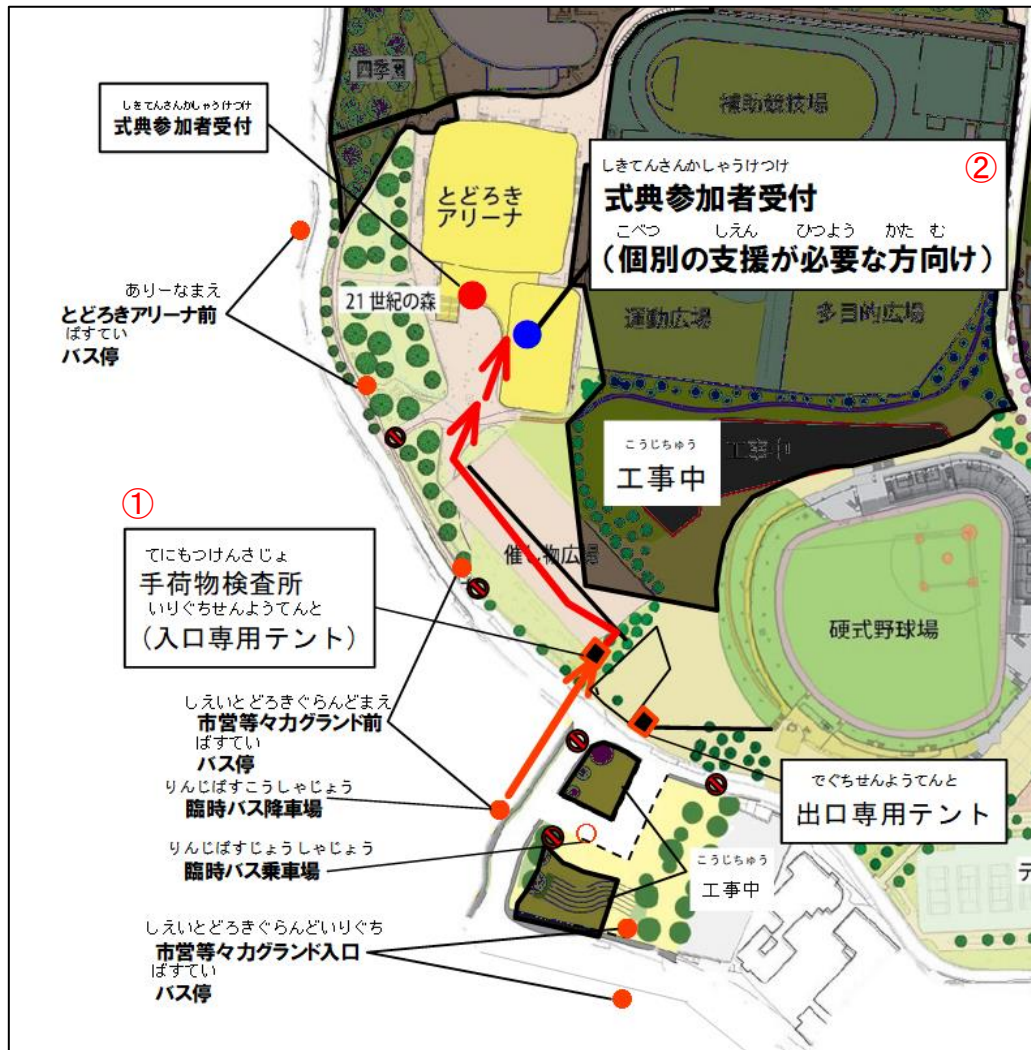 四季園
補助競技場
しきてんさんかしゃうけつけ
式典参加者受付
とどろき
アリーナ
②
しきてんさんかしゃうけつけ
式典参加者受付
こべつ しえん ひつよう かた む
（個別の支援が必要な方向け）
21世紀の森
運動広場
多目的広場
ありーなまえ
とどろきアリーナ前
ばすてい
バス停
こうじちゅう
工事中
工事中
①
てにもつけんさじょ
手荷物検査所
いりぐちせんようてんと
（入口専用テント）
催し物広場
硬式野球場
しえいとどろきぐらんどまえ
市営等々力グランド前
ばすてい
バス停
りんじばすこうしゃじょう
臨時バス降車場
りんじばすじょうしゃじょう
臨時バス乗車場
でぐちせんようてんと
出口専用テント
こうじちゅう
工事中
テ
しえいとどろきぐらんどいりぐち
市営等々力グランド入口
ばすてい
バス停